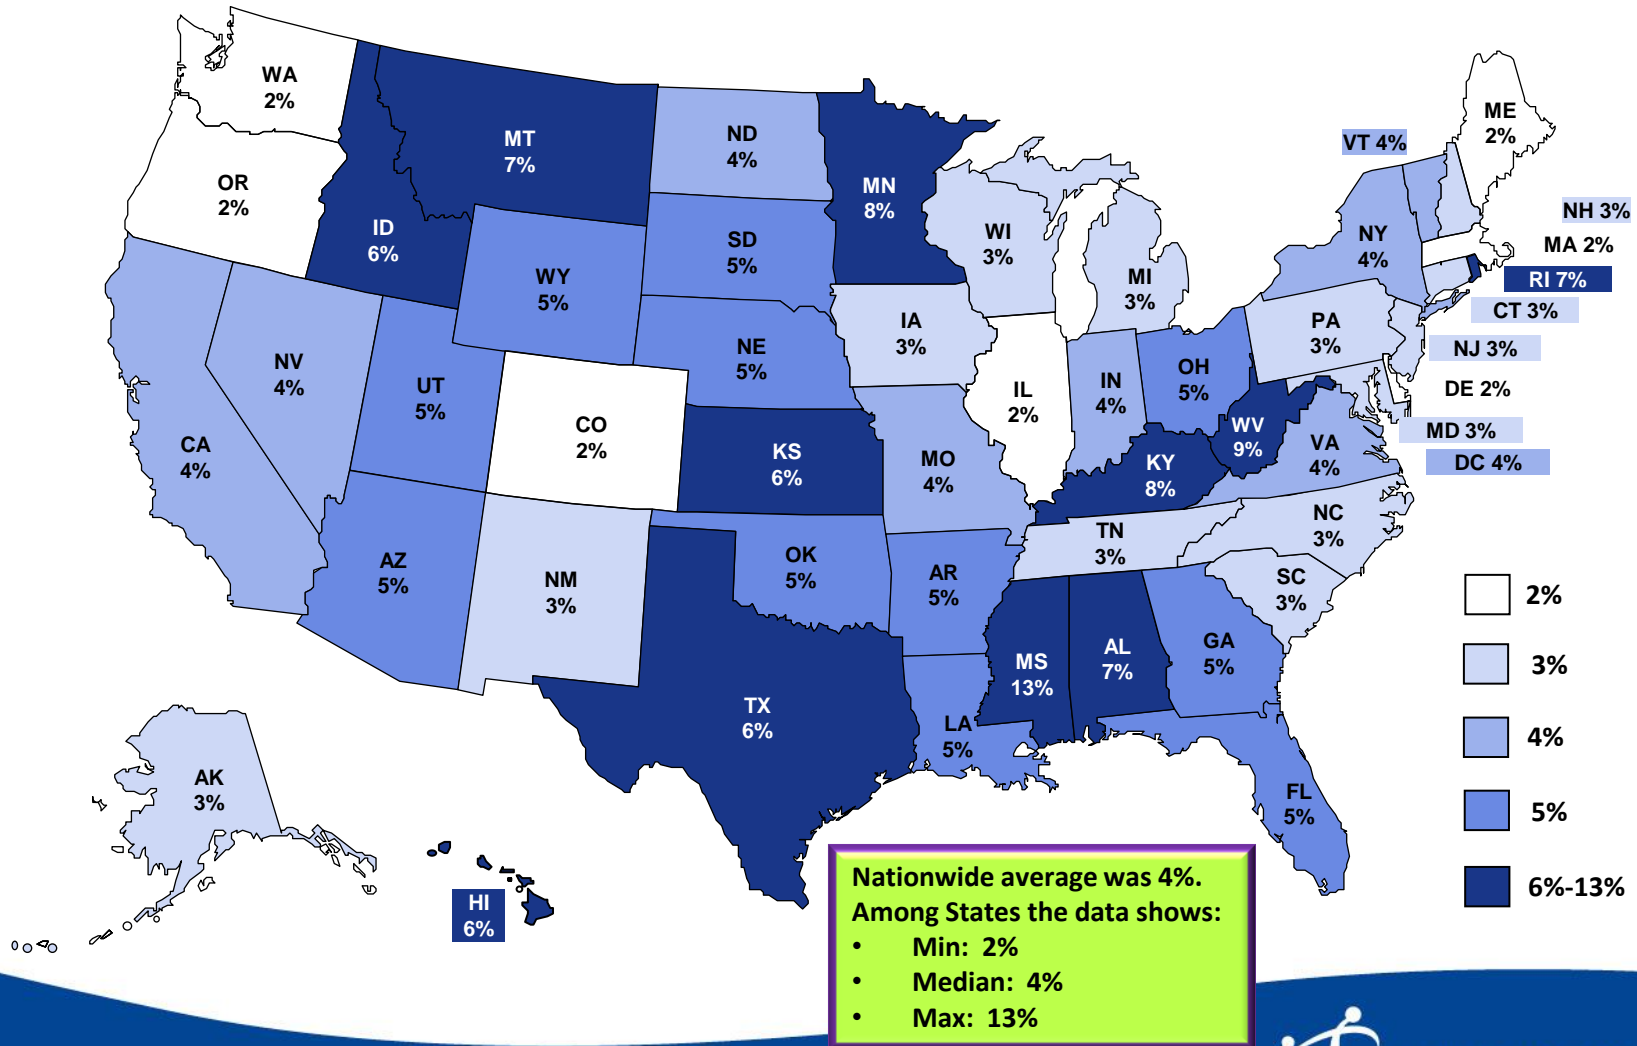 WA
2%
OR
2%
ID
6%
MT
7%
ND
4%
MN
8%
SD
5%
WY
5%
WI
3%
MI
3%
ME
2%
VT 4%
NH 3%
NY
4%
MA 2%
RI 7%
CT 3%
PA
3%
NJ 3%
DE 2%
MD 3%
DC 4%
IA
3%
NE
5%
NV
4%
UT
5%
CA
4%
CO
2%
KS
6%
MO
4%
IL
2%
IN
4%
OH
5%
WV
9%
VA
4%
KY
8%
TN
3%
NC
3%
SC
3%
AZ
5%
NM
3%
OK
5%
AR
5%
TX
6%
LA
5%
MS
13%
AL
7%
GA
5%
FL
5%
AK
3%
HI
6%
2%
3%
4%
5%
6%-13%
Nationwide average was 4%.
Among States the data shows:
• Min: 2%
• Median: 4%
• Max: 13%